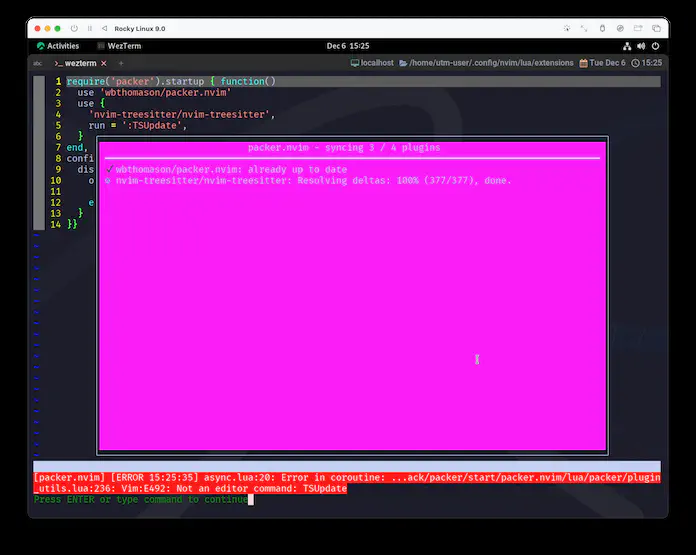 Rocky Linux 9.0
Activities WezTerm Dec 6 15:25
wezterm localhost /home/utm-user/.config/nvim/lua/extensions Tue Dec 6 15:25
1 require('packer').startup { function()
2 use 'wbthomason/packer.nvim'
3 use {
4 'nvim-treesitter/nvim-treesitter',
5 run = ':TSUpdate',
6 }
7 end,
8 confi
9 dis
10 o
11
12 e
13 }
14 }}
packer.nvim - syncing 3 / 4 plugins
✓ wbthomason/packer.nvim: already up to date
nvim-treesitter/nvim-treesitter: Resolving deltas: 100% (377/377), done.
[packer.nvim] [ERROR 15:25:35] async.lua:20: Error in coroutine: ...ack/packer/start/packer.nvim/lua/packer/plugin
_utils.lua:236: Vim:E492: Not an editor command: TSUpdate
Press ENTER or type command to continue